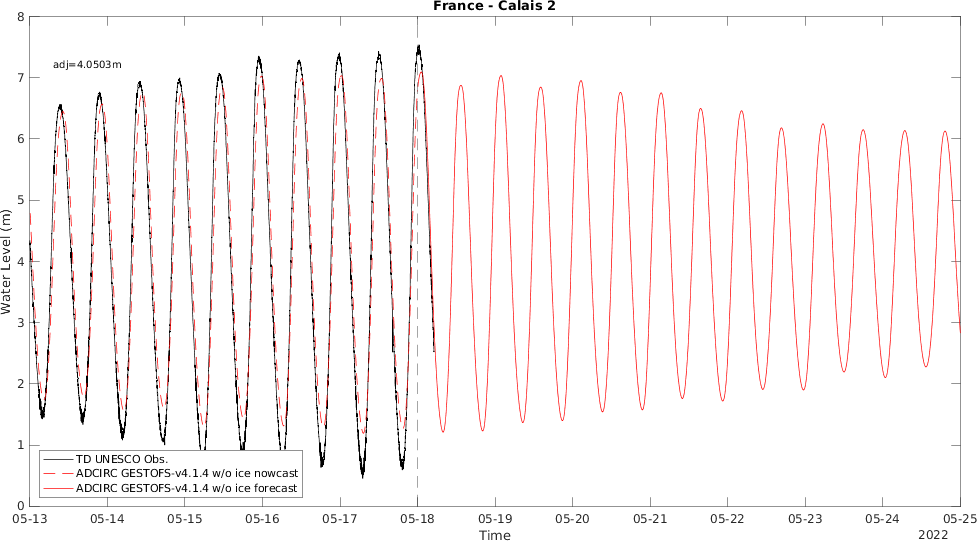 France - Calais 2
8
adj=4.0503m
7
6
5
4
3
2
1
0
Water Level (m)
TD UNESCO Obs.
ADCIRC GESTOFS-v4.1.4 w/o ice nowcast
ADCIRC GESTOFS-v4.1.4 w/o ice forecast
05-13 05-14 05-15 05-16 05-17 05-18 05-19 05-20 05-21 05-22 05-23 05-24 05-25
Time
2022